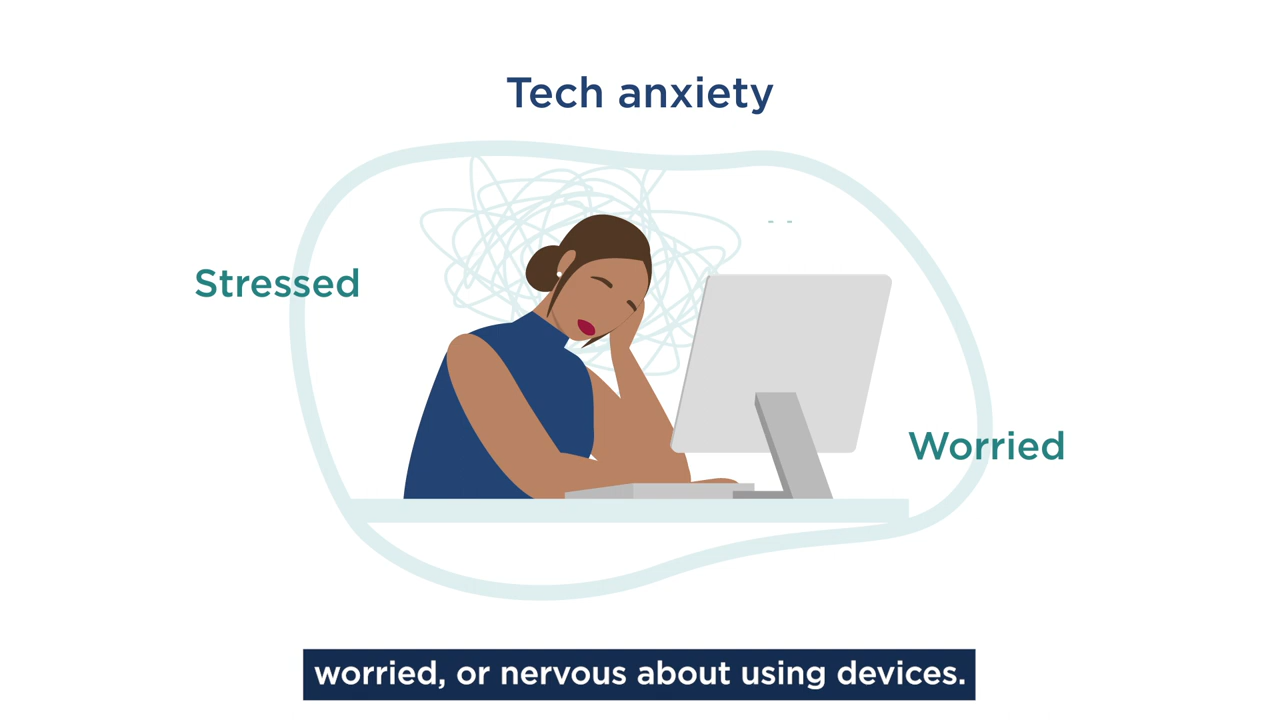 Tech anxiety
Stressed
Worried
worried, or nervous about using devices.